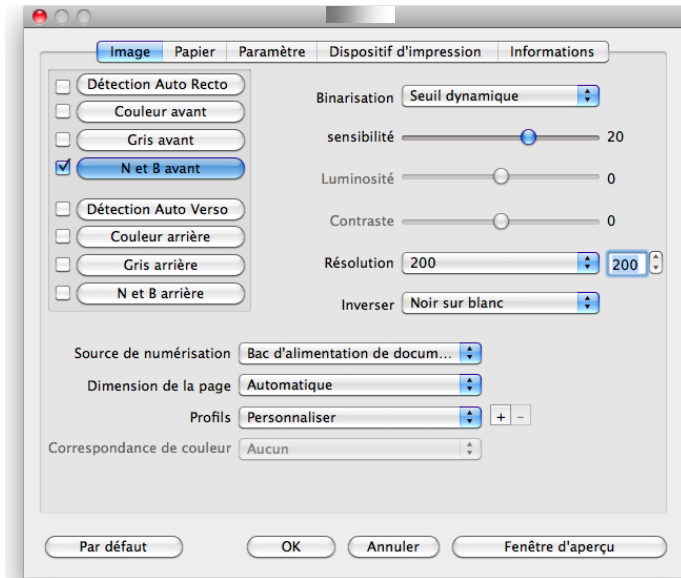 Image Papier Paramètre Dispositif d'impression Informations
Détection Auto Recto
Couleur avant
Gris avant
N et B avant
Détection Auto Verso
Couleur arrière
Gris arrière
N et B arrière
Binarisation Seuil dynamique
sensibilité 20
Luminosité 0
Contraste 0
Résolution 200 200
Inverser Noir sur blanc
Source de numérisation Bac d'alimentation de docum...
Dimension de la page Automatique
Profils Personnaliser + -
Correspondance de couleur Aucun
Par défaut OK Annuler Fenêtre d'aperçu